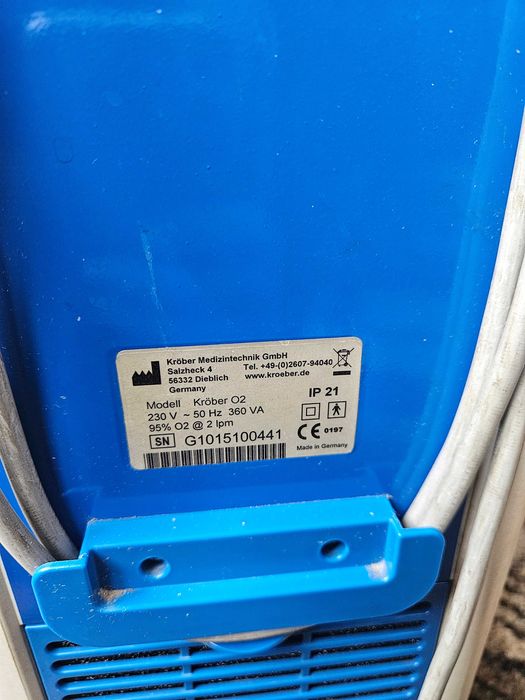 Kröber Medizintechnik GmbH
Salzheck 4 Tel. +49-(0)2607-94040
56332 Dieblich www.kroeber.de
Germany
Modell Kröber O2 IP 21
230 V ~ 50 Hz 360 VA
95% O2 @ 2 lpm CE 0197
SN G1015100441
Made in Germany